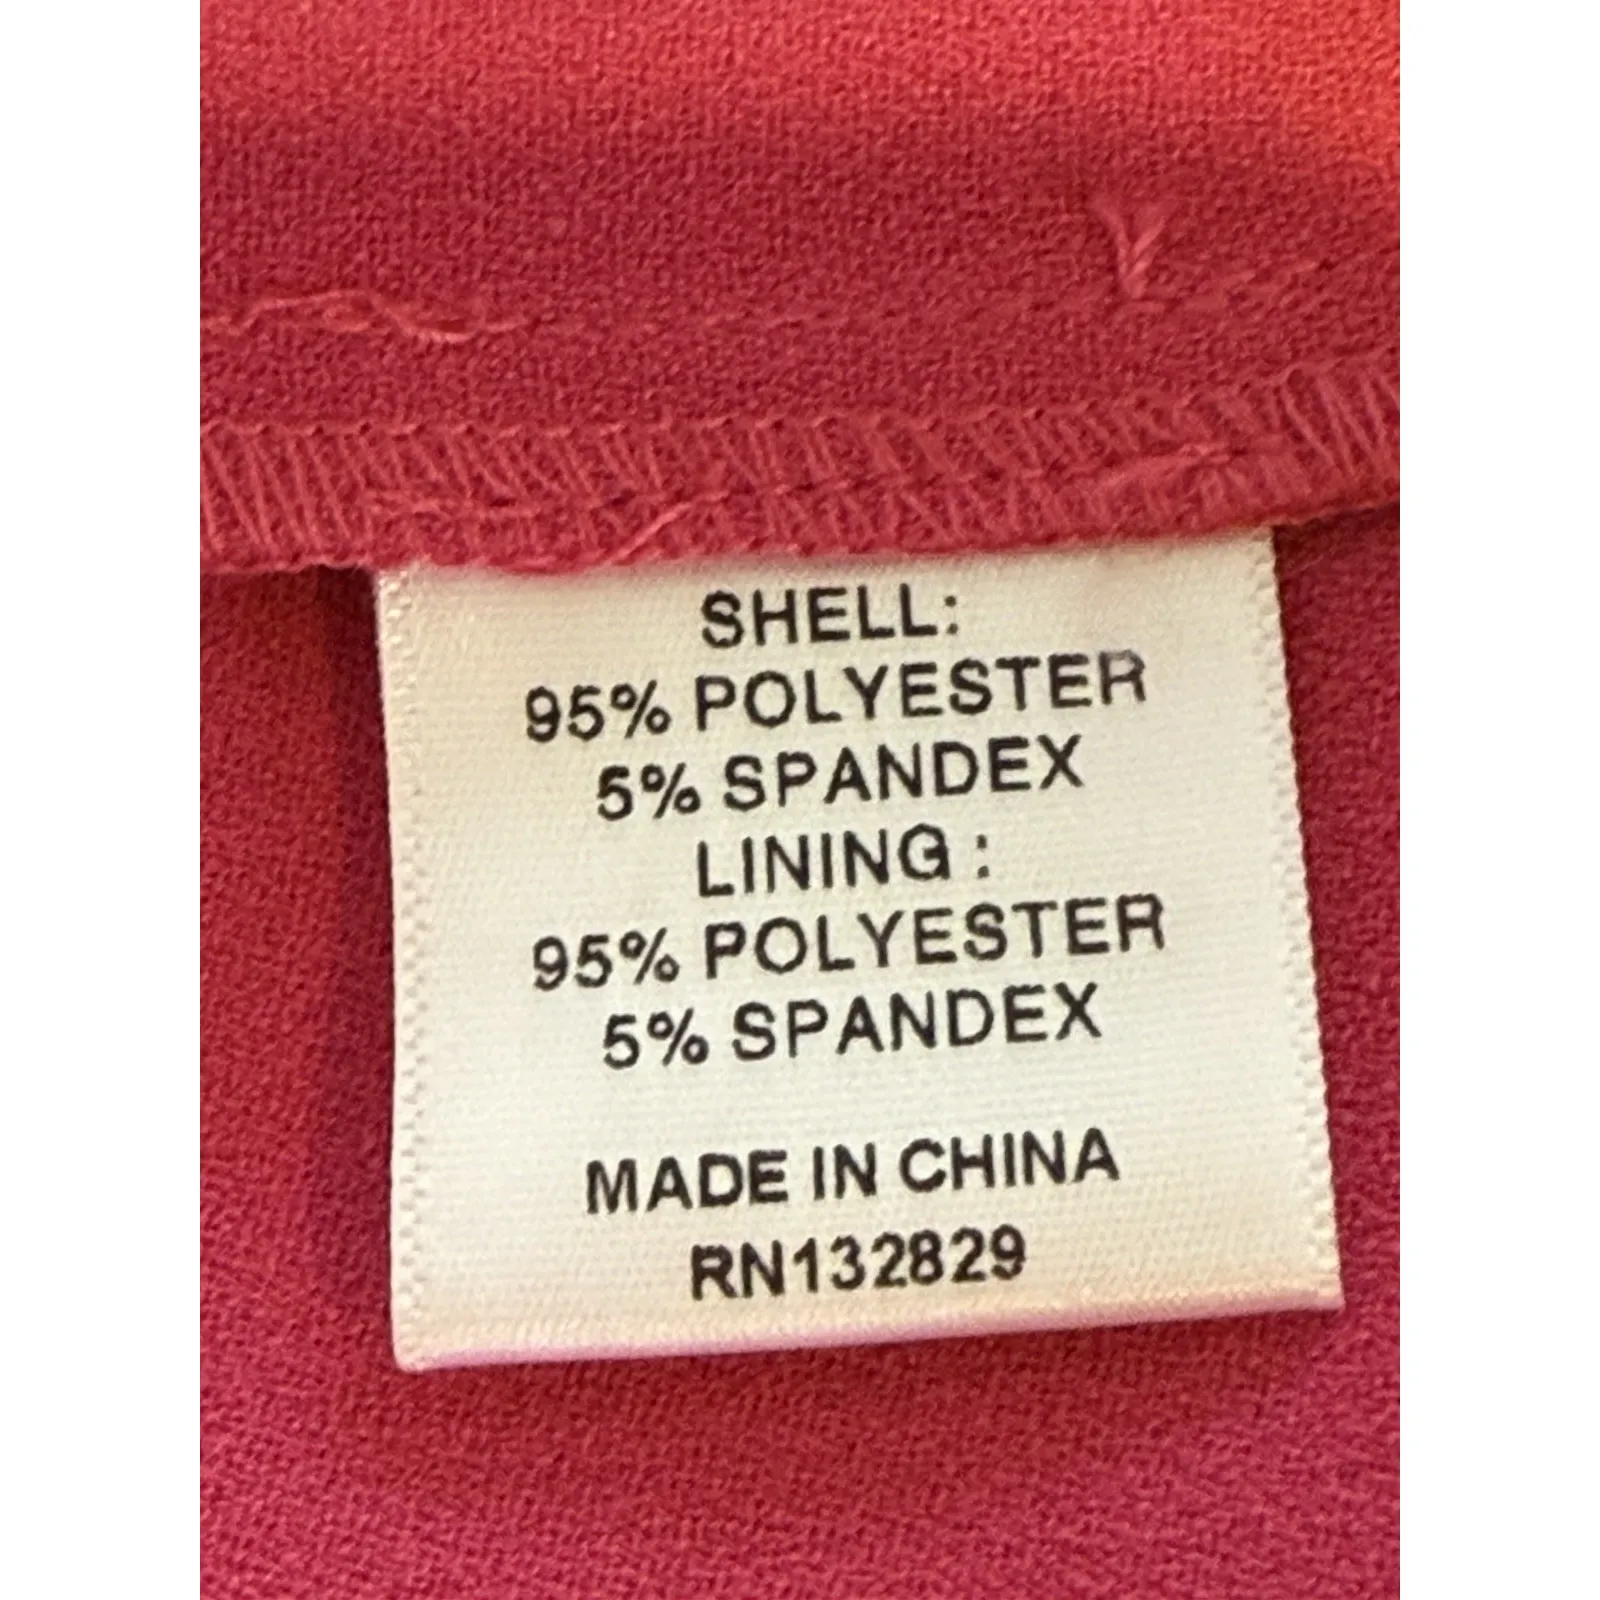 SHELL:
95% POLYESTER
5% SPANDEX
LINING :
95% POLYESTER
5% SPANDEX
MADE IN CHINA
RN132829